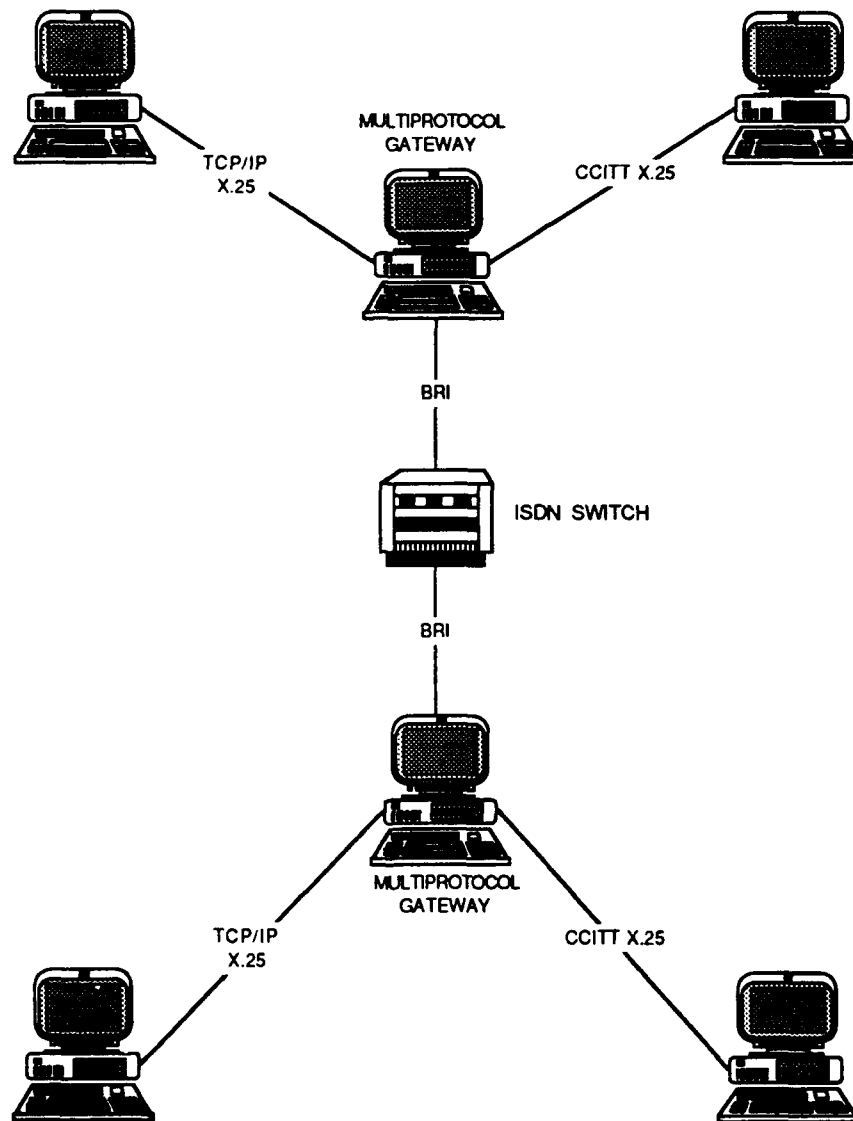 MULTIPROTOCOL
GATEWAY
TCP/IP
X.25
CCITT X.25
BRI
ISDN SWITCH
BRI
MULTIPROTOCOL
GATEWAY
TCP/IP
X.25
CCITT X.25